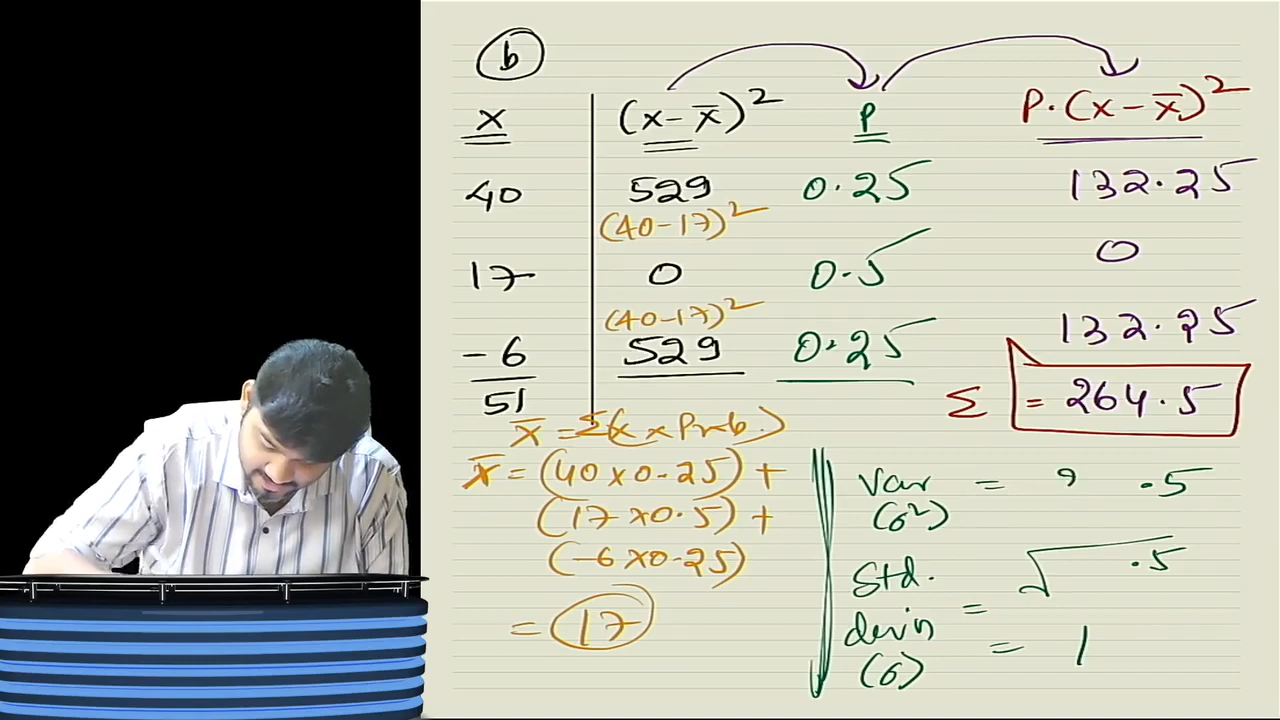 b
x (x-x̄)² P P·(x-x̄)²
40 529 0.25 132.25
(40-17)²
17 0 0.5 0
(40-17)²
-6 529 0.25 132.25
51
Σ = 264.5
x̄ = Σ(x × Prob.)
x̄ = (40 × 0.25) +
(17 × 0.5) +
(-6 × 0.25)
= 17
Var (σ²) = .5
Std. devin (σ) = √ .5
= 1